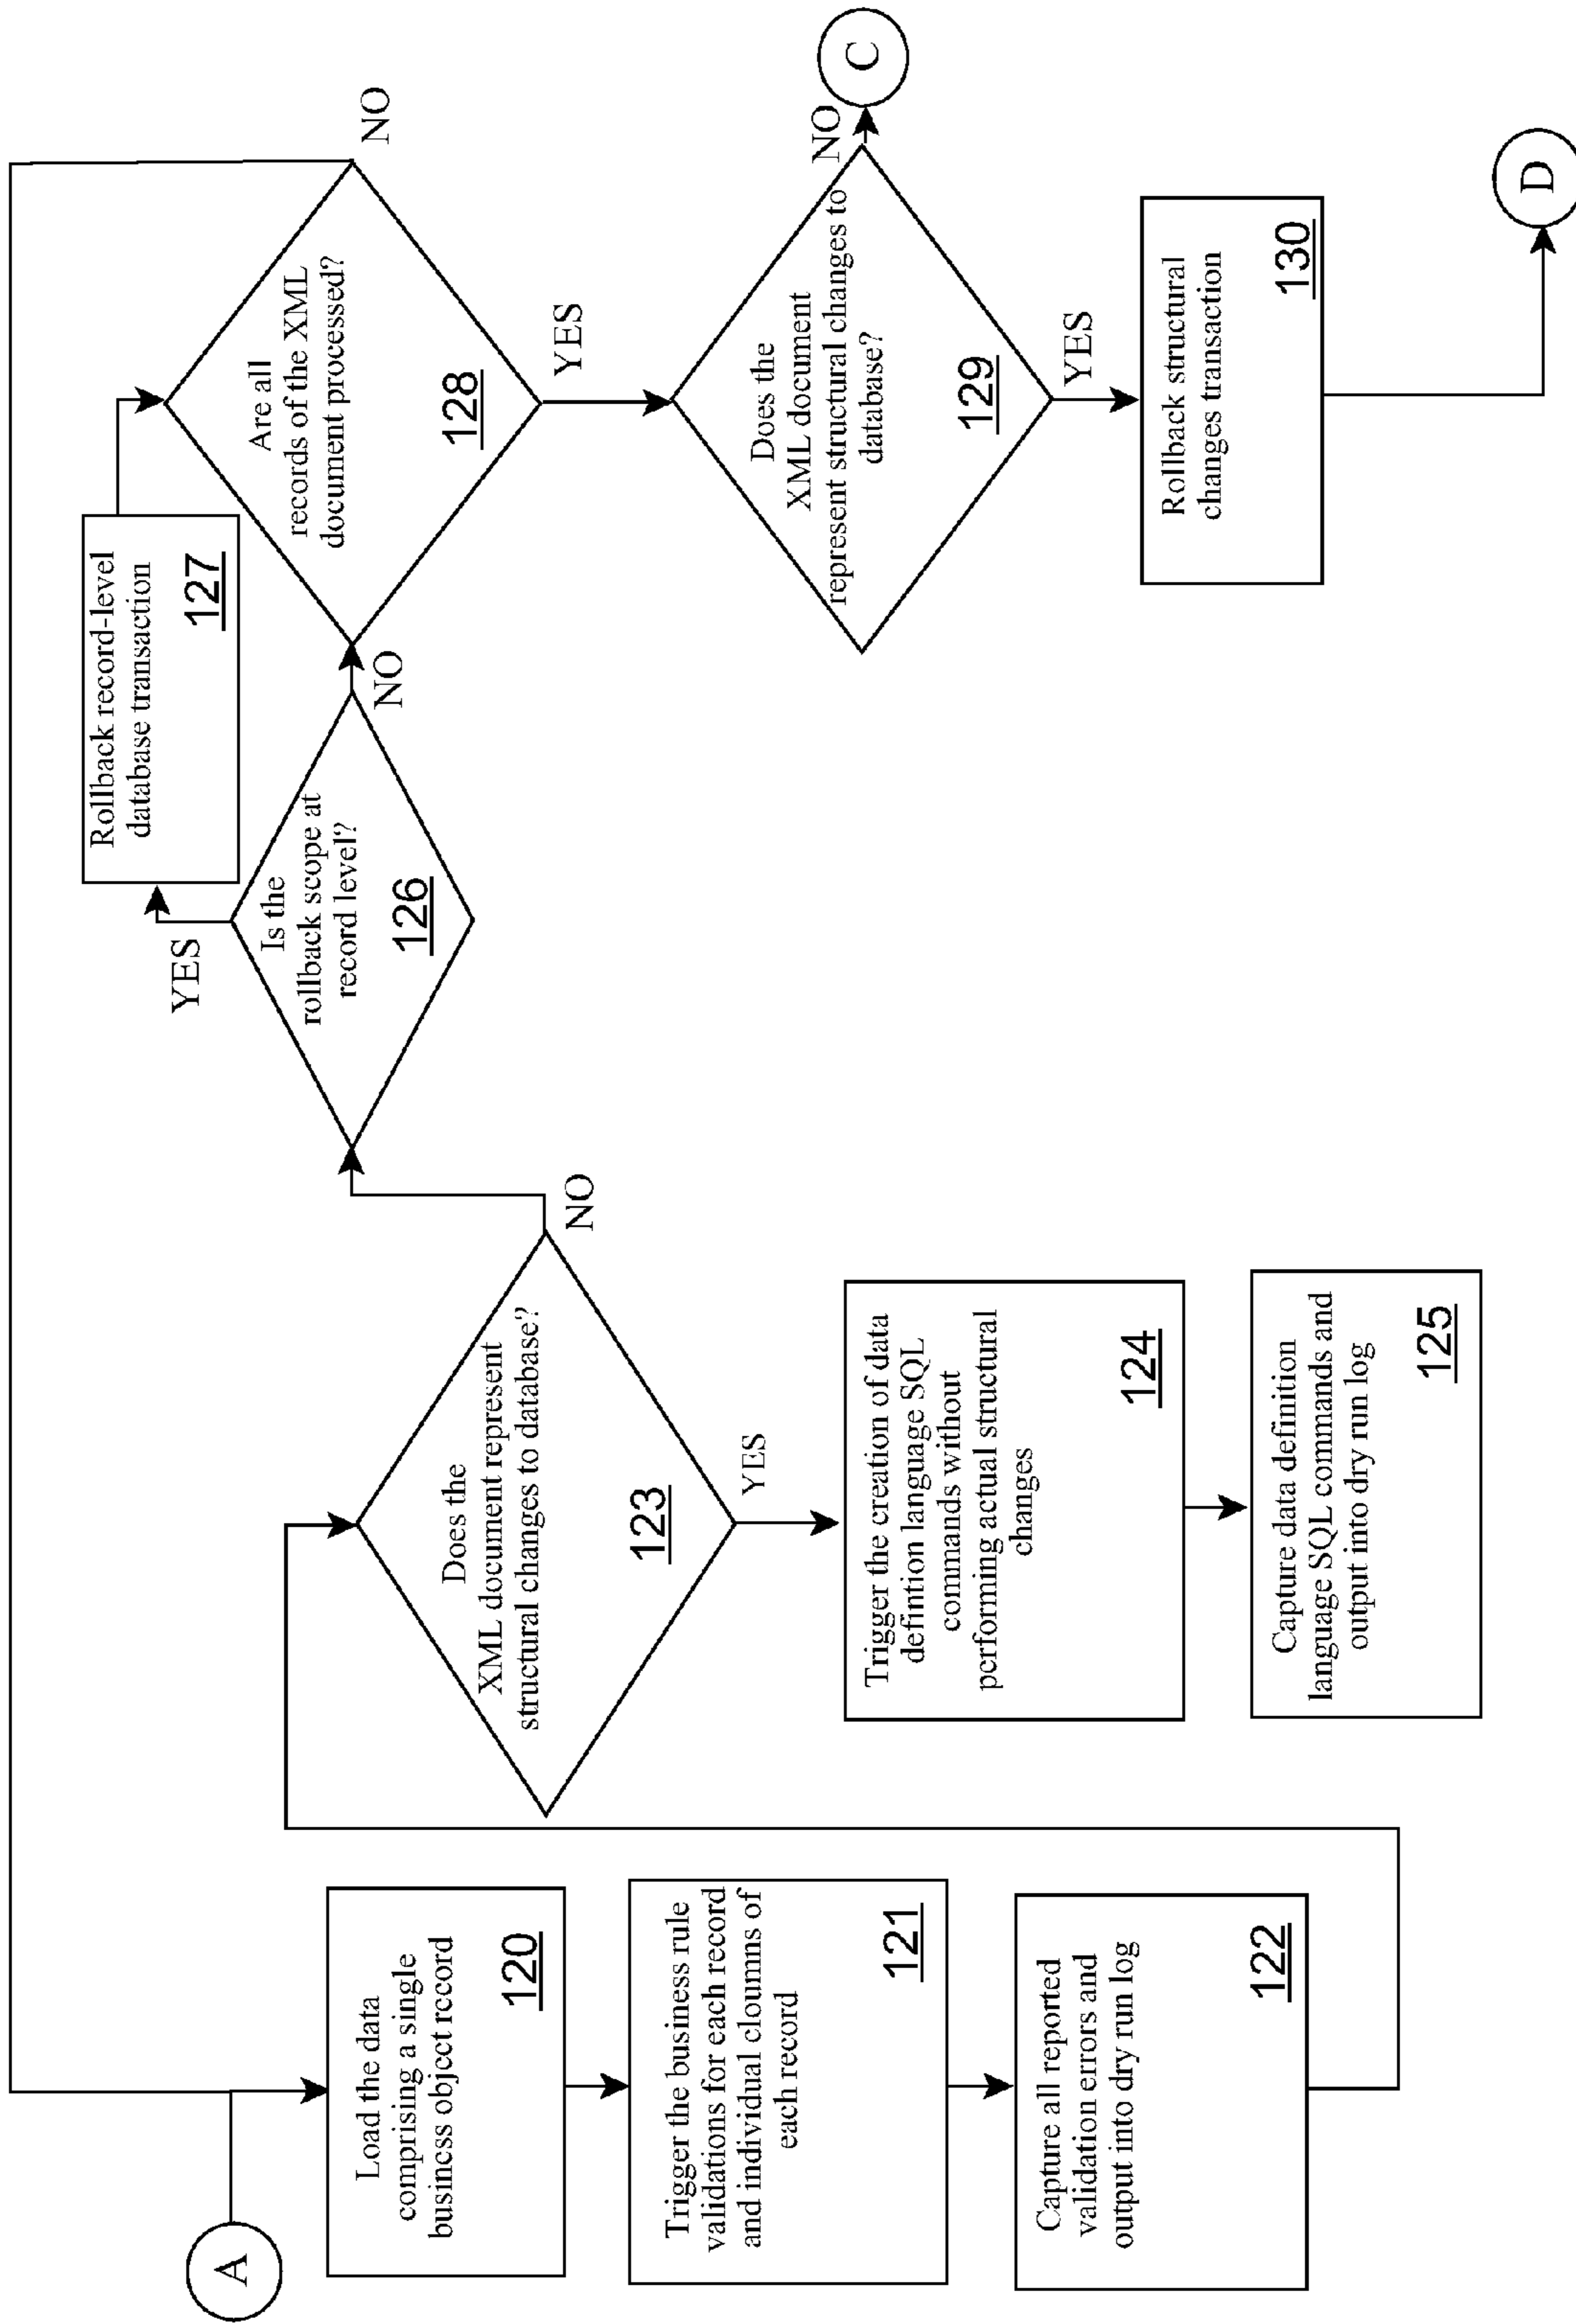 A
Load the data
comprising a single
business object record
120
Trigger the business rule
validations for each record
and individual cloumns of
each record
121
Capture all reported
validation errors and
output into dry run log
122
Does the
XML document represent
structural changes to database?
123
NO
YES
Trigger the creation of data
defintion language SQL
commands without
performing actual structural
changes
124
Capture data definition
language SQL commands and
output into dry run log
125
Is the
rollback scope at
record level?
126
YES
NO
Rollback record-level
database transaction
127
Are all
records of the XML
document processed?
128
NO
YES
Does the
XML document
represent structural changes to
database?
129
NO
C
YES
Rollback structural
changes transaction
130
D